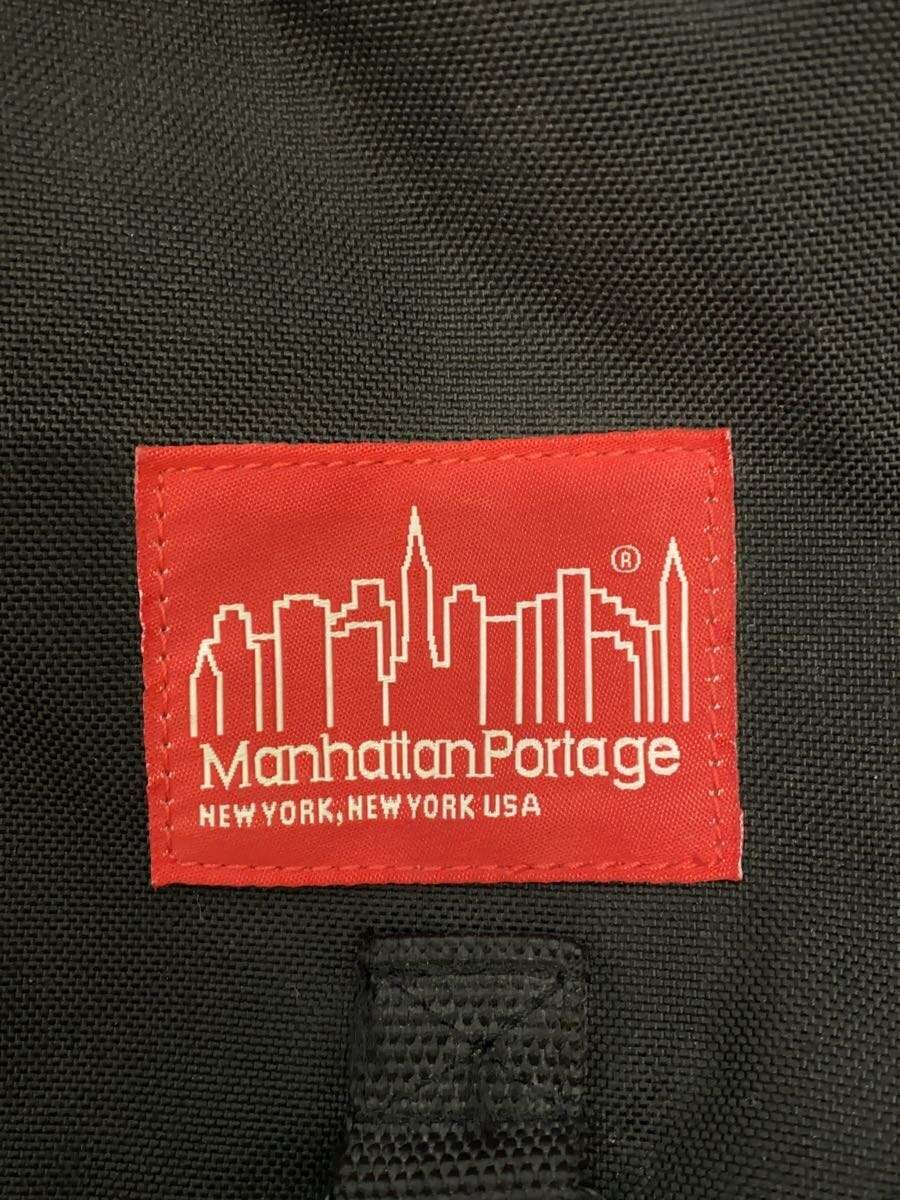 ®
ManhattanPortage
NEW YORK, NEW YORK USA